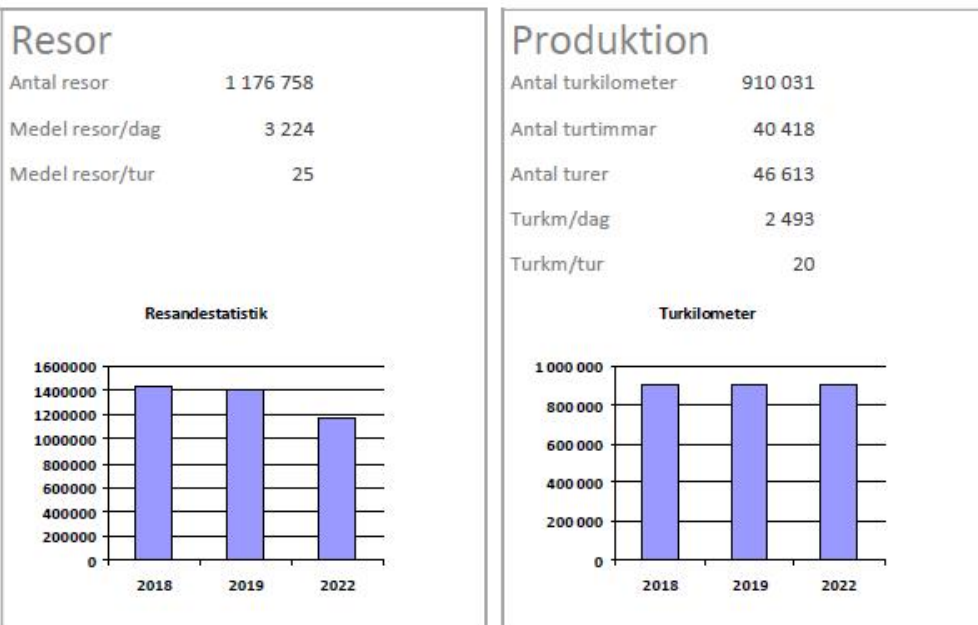 Resor
Antal resor 1 176 758
Medel resor/dag 3 224
Medel resor/tur 25
Resandestatistik
1600000
1400000
1200000
1000000
800000
600000
400000
200000
0
2018 2019 2022
Produktion
Antal turkilometer 910 031
Antal turtimmar 40 418
Antal turer 46 613
Turkm/dag 2 493
Turkm/tur 20
Turkilometer
1 000 000
800 000
600 000
400 000
200 000
0
2018 2019 2022